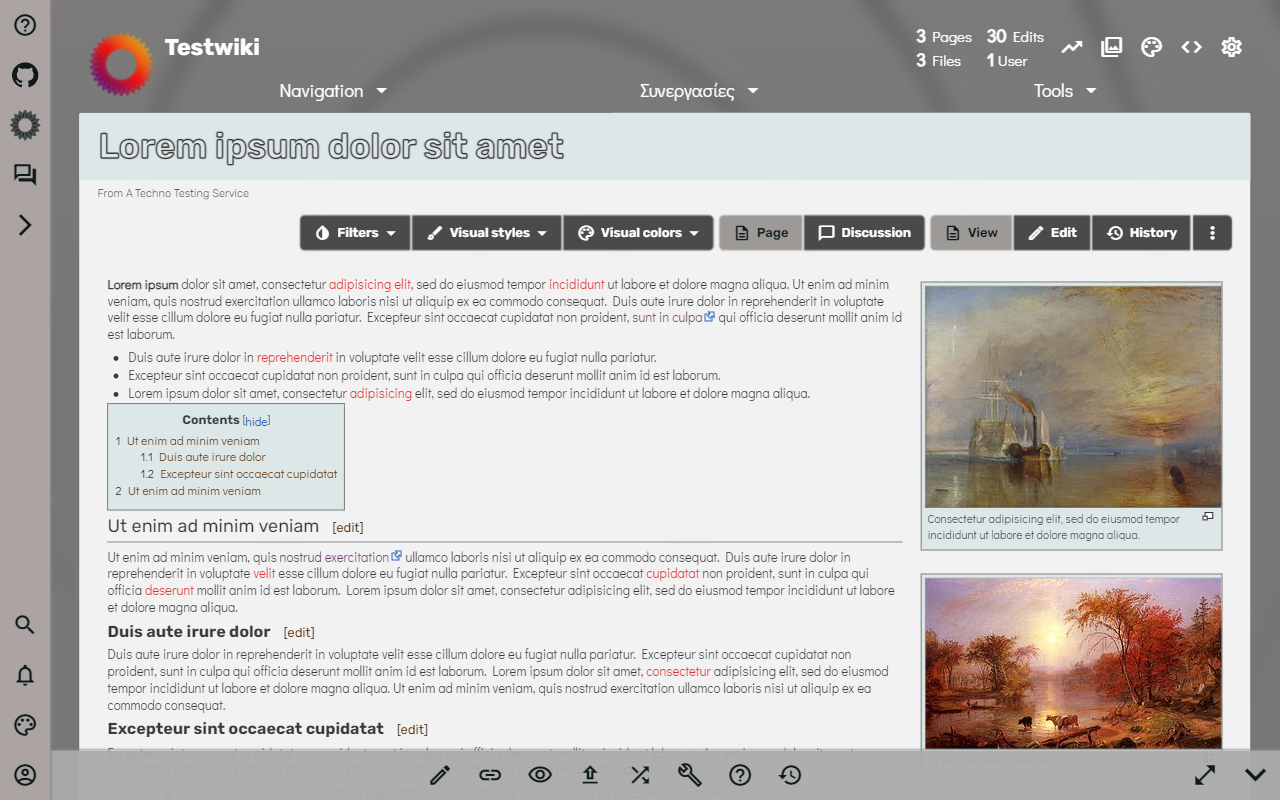 Testwiki
3 Pages 30 Edits
3 Files 1 User
Navigation Συνεργασίες Tools
Lorem ipsum dolor sit amet
From A Techno Testing Service
Filters Visual styles Visual colors Page Discussion View Edit History
Lorem ipsum dolor sit amet, consectetur adipisicing elit, sed do eiusmod tempor incididunt ut labore et dolore magna aliqua. Ut enim ad minim
veniam, quis nostrud exercitation ullamco laboris nisi ut aliquip ex ea commodo consequat. Duis aute irure dolor in reprehenderit in voluptate
velit esse cillum dolore eu fugiat nulla pariatur. Excepteur sint occaecat cupidatat non proident, sunt in culpa qui officia deserunt mollit anim id
est laborum.
Duis aute irure dolor in reprehenderit in voluptate velit esse cillum dolore eu fugiat nulla pariatur.
Excepteur sint occaecat cupidatat non proident, sunt in culpa qui officia deserunt mollit anim id est laborum.
Lorem ipsum dolor sit amet, consectetur adipisicing elit, sed do eiusmod tempor incididunt ut labore et dolore magna aliqua.
Contents [hide]
1 Ut enim ad minim veniam
1.1 Duis aute irure dolor
1.2 Excepteur sint occaecat cupidatat
2 Ut enim ad minim veniam
Ut enim ad minim veniam [edit]
Ut enim ad minim veniam, quis nostrud exercitation ullamco laboris nisi ut aliquip ex ea commodo consequat. Duis aute irure dolor in
reprehenderit in voluptate velit esse cillum dolore eu fugiat nulla pariatur. Excepteur sint occaecat cupidatat non proident, sunt in culpa qui
officia deserunt mollit anim id est laborum. Lorem ipsum dolor sit amet, consectetur adipisicing elit, sed do eiusmod tempor incididunt ut labore
et dolore magna aliqua.
Duis aute irure dolor [edit]
Duis aute irure dolor in reprehenderit in voluptate velit esse cillum dolore eu fugiat nulla pariatur. Excepteur sint occaecat cupidatat non
proident, sunt in culpa qui officia deserunt mollit anim id est laborum. Lorem ipsum dolor sit amet, consectetur adipisicing elit, sed do eiusmod
tempor incididunt ut labore et dolore magna aliqua. Ut enim ad minim veniam, quis nostrud exercitation ullamco laboris nisi ut aliquip ex ea
commodo consequat.
Excepteur sint occaecat cupidatat [edit]
Consectetur adipisicing elit, sed do eiusmod tempor
incididunt ut labore et dolore magna aliqua.